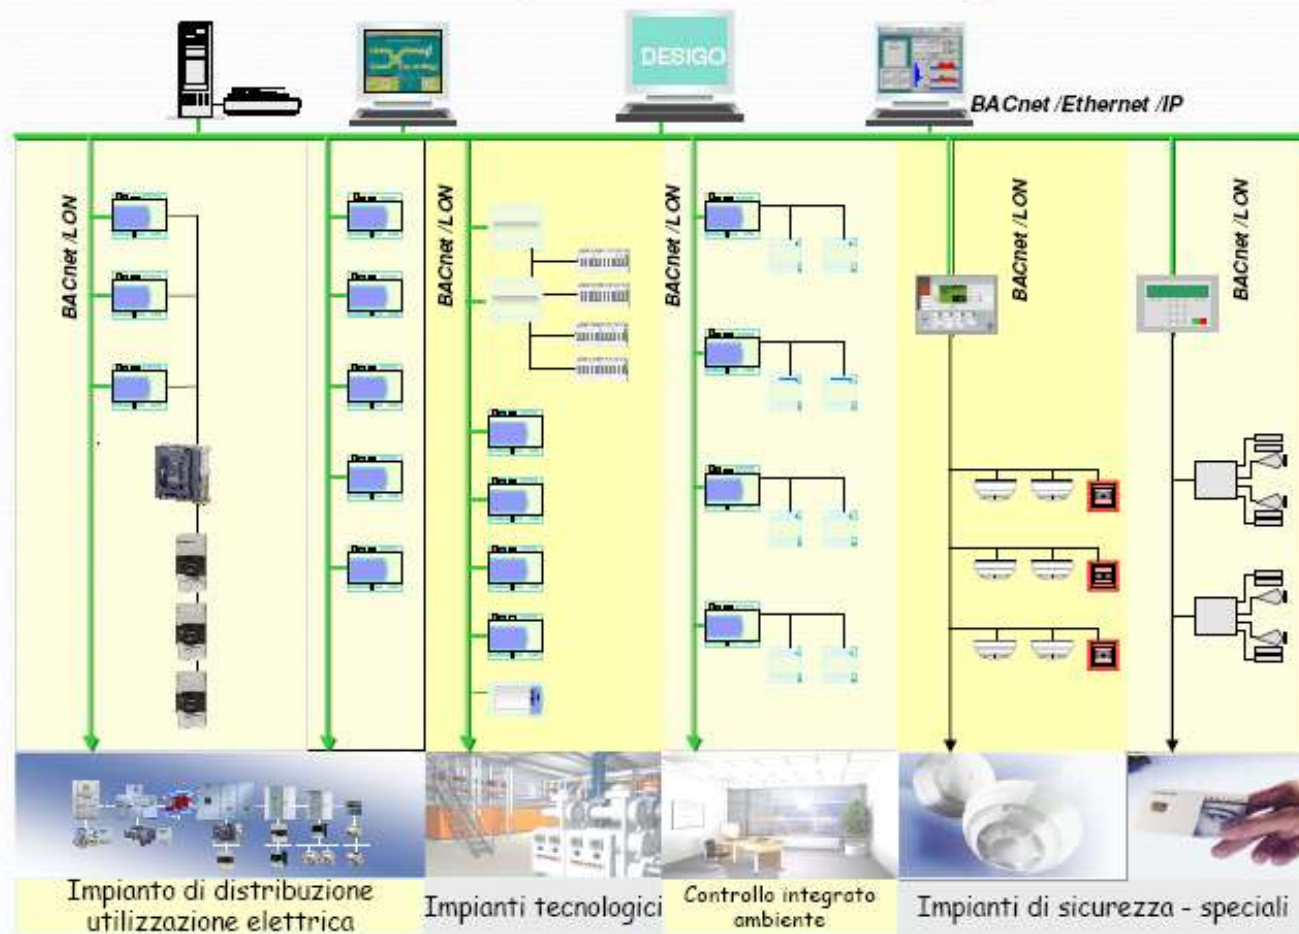 DESIGO
BACnet /Ethernet /IP
BACnet /LON
BACnet /LON
BACnet /LON
BACnet /LON
BACnet /LON
Impianto di distribuzione
utilizzazione elettrica
Impianti tecnologici
Controllo integrato
ambiente
Impianti di sicurezza - speciali